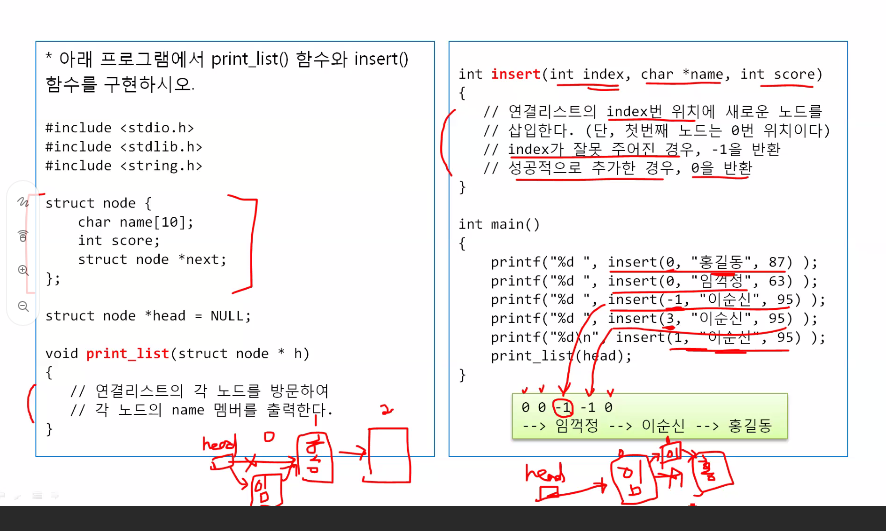 * 아래 프로그램에서 print_list() 함수와 insert()
함수를 구현하시오.
#include <stdio.h>
#include <stdlib.h>
#include <string.h>
struct node {
char name[10];
int score;
struct node *next;
};
struct node *head = NULL;
void print_list(struct node * h)
{
// 연결리스트의 각 노드를 방문하여
// 각 노드의 name 멤버를 출력한다.
}
head
0
1
2
int insert(int index, char *name, int score)
{
// 연결리스트의 index번 위치에 새로운 노드를
// 삽입한다. (단, 첫번째 노드는 0번 위치이다)
// index가 잘못 주어진 경우, -1을 반환
// 성공적으로 추가한 경우, 0을 반환
}
int main()
{
printf("%d ", insert(0, "홍길동", 87) );
printf("%d ", insert(0, "임꺽정", 63) );
printf("%d ", insert(-1, "이순신", 95) );
printf("%d ", insert(3, "이순신", 95) );
printf("%d\n", insert(1, "이순신", 95) );
print_list(head);
}
0 0 -1 -1 0
--> 임꺽정 --> 이순신 --> 홍길동
head